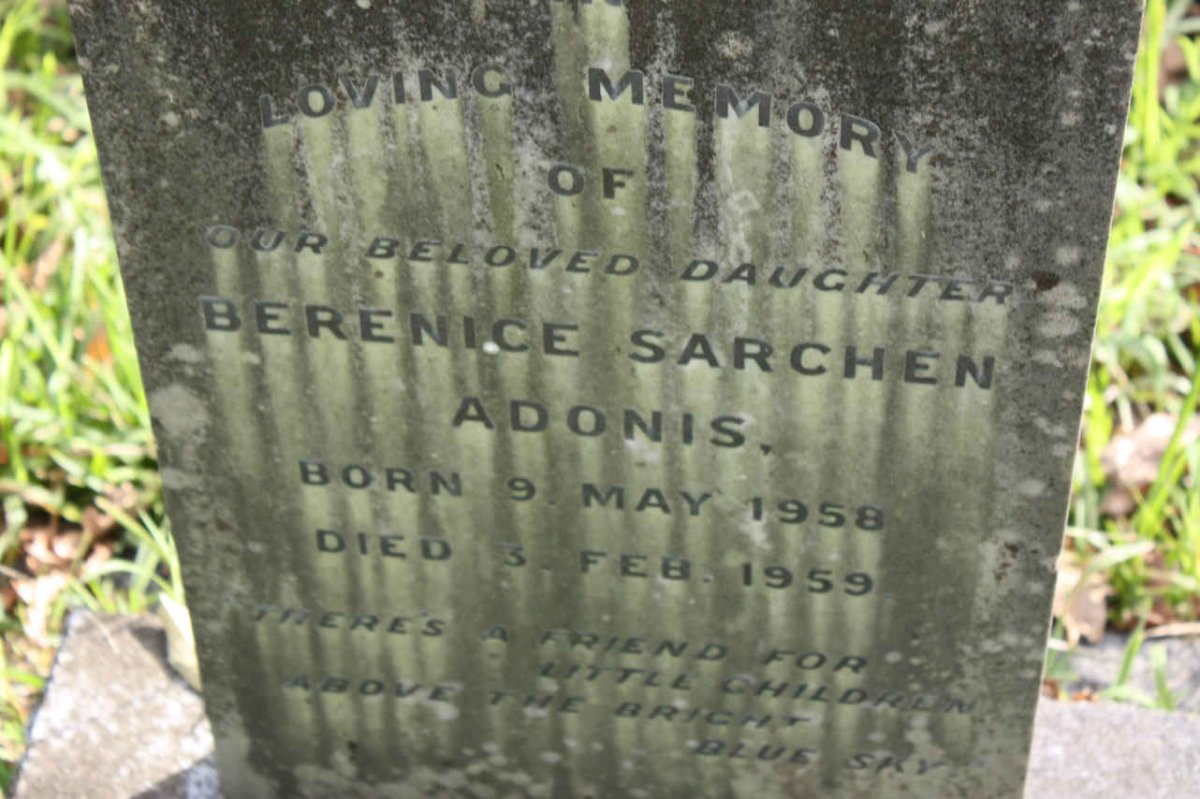 LOVING MEMORY
OF
OUR BELOVED DAUGHTER
BERENICE SARCHEN
ADONIS,
BORN 9. MAY 1958
DIED 3. FEB. 1959
THERE'S A FRIEND FOR
LITTLE CHILDREN
ABOVE THE BRIGHT
BLUE SKY